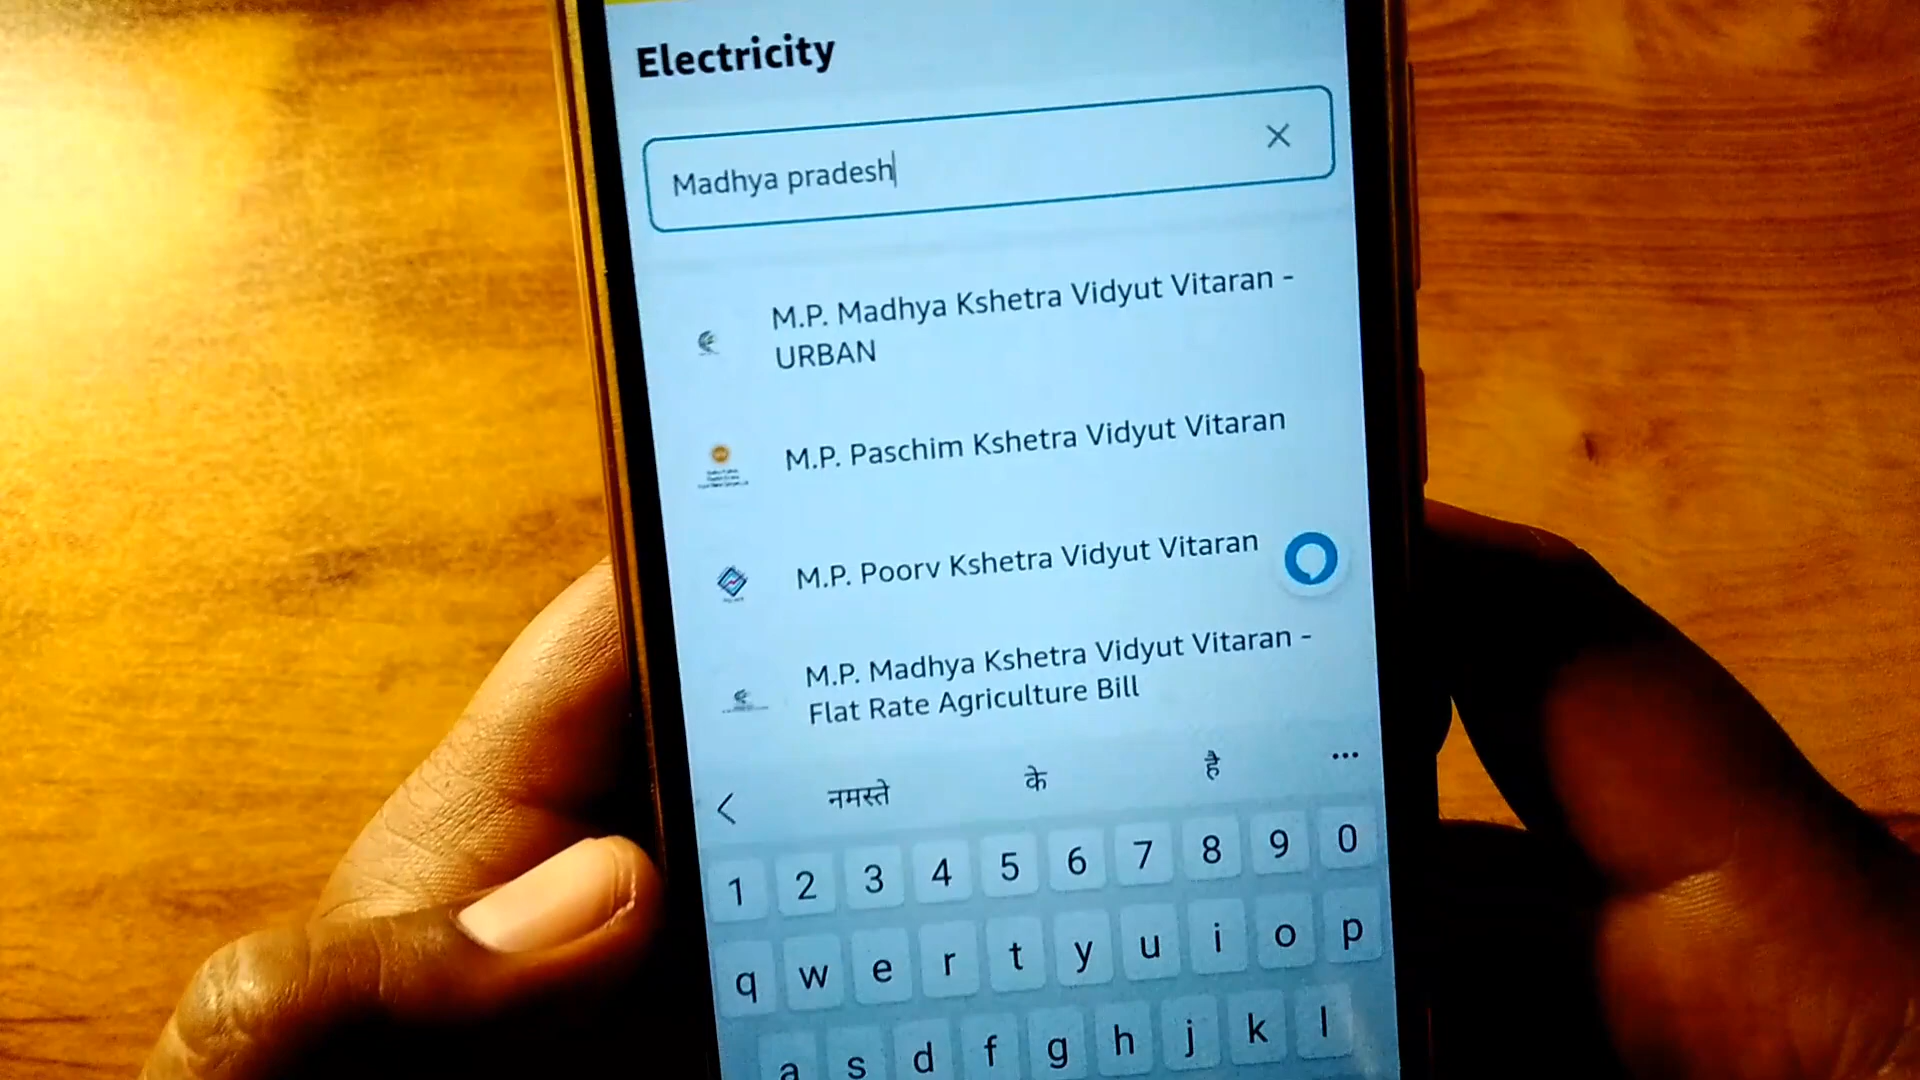 Electricity
Madhya pradesh
M.P. Madhya Kshetra Vidyut Vitaran -
URBAN
M.P. Paschim Kshetra Vidyut Vitaran
M.P. Poorv Kshetra Vidyut Vitaran
M.P. Madhya Kshetra Vidyut Vitaran -
Flat Rate Agriculture Bill
नमस्ते के है
1 2 3 4 5 6 7 8 9 0
q w e r t y u i o p
a s d f g h j k l